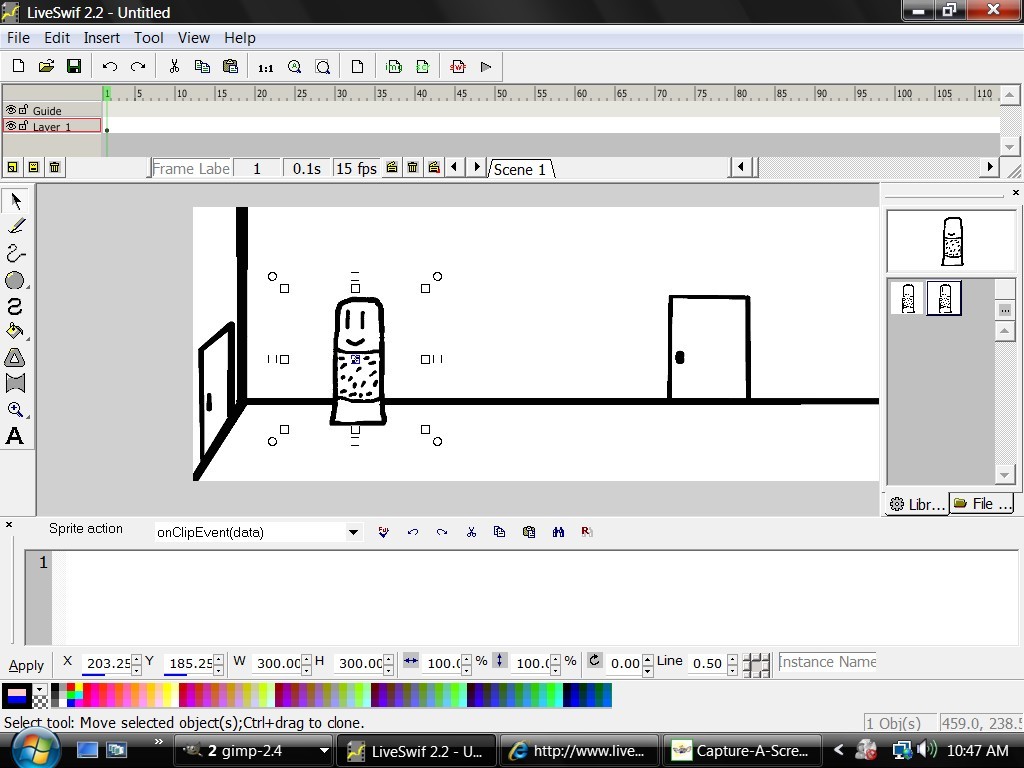 LiveSwif 2.2 - Untitled
File Edit Insert Tool View Help
1:1 img swf
1 5 10 15 20 25 30 35 40 45 50 55 60 65 70 75 80 85 90 95 100 105 110
Guide
Layer 1
Frame Labe 1 0.1s 15 fps Scene 1
A
Libr... File ...
Sprite action onClipEvent(data)
1
Apply X 203.25 Y 185.25 W 300.00 H 300.00 100.( % 100.( % 0.00 Line 0.50 Instance Name
Select tool: Move selected object(s);Ctrl+drag to clone. 1 Obj(s) 459.0, 238.5
2 gimp-2.4 LiveSwif 2.2 - U... http://www.live... Capture-A-Scre... 10:47 AM